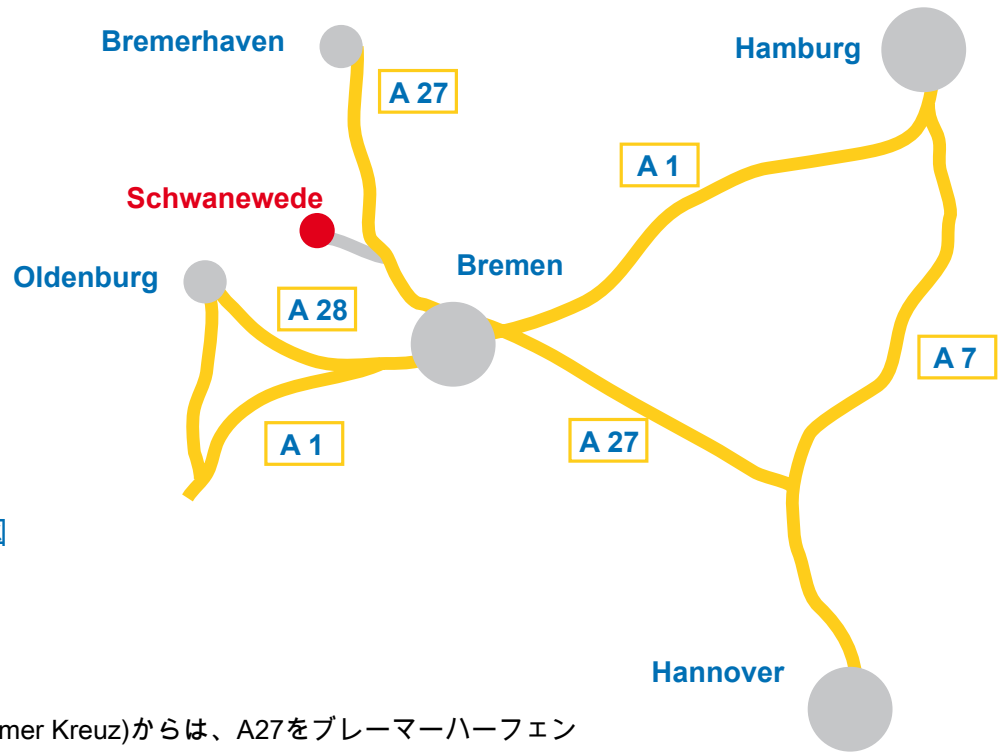 Bremerhaven
Hamburg
A 27
A 1
Schwanewede
Oldenburg
Bremen
A 28
A 7
A 1
A 27
Hannover
mer Kreuz)からは、A27をブレーマーハーフェン